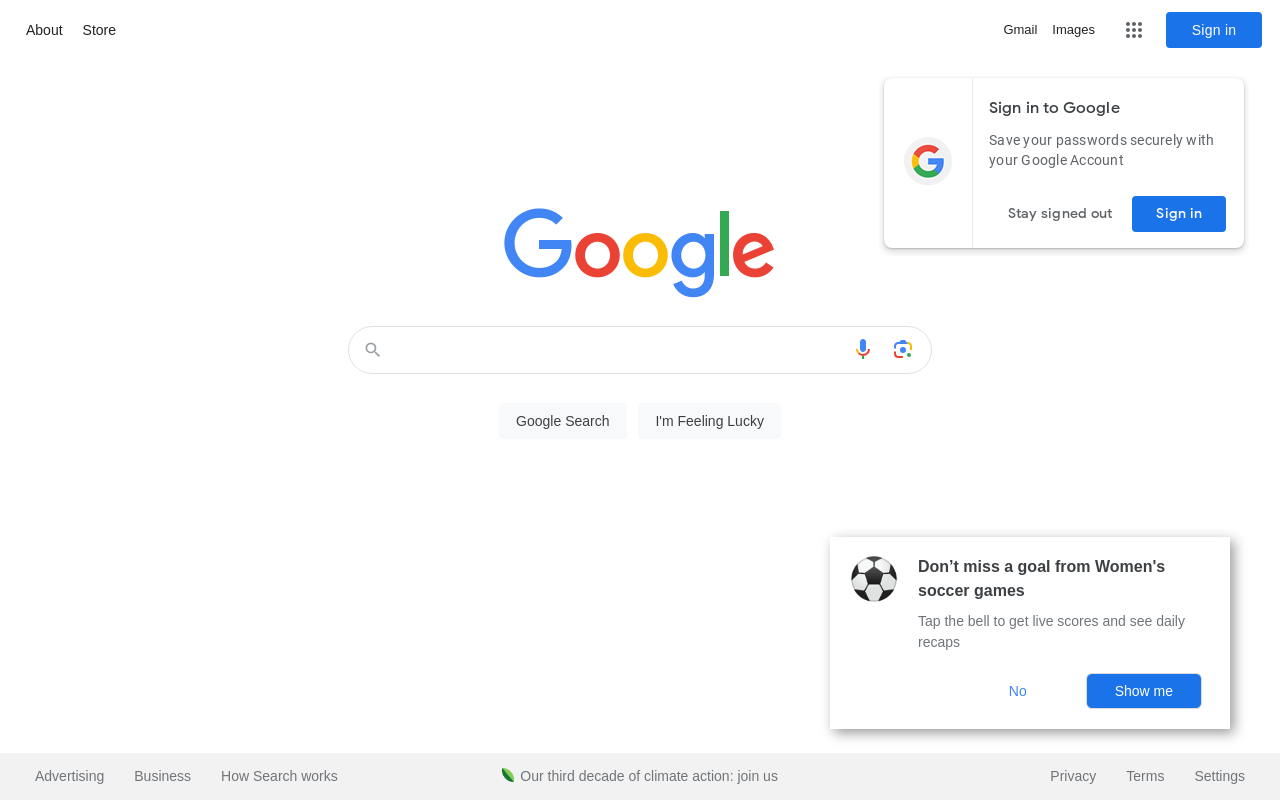 About Store Gmail Images Sign in
Sign in to Google
Save your passwords securely with
your Google Account
Stay signed out Sign in
Google
Google Search I'm Feeling Lucky
Don’t miss a goal from Women's
soccer games
Tap the bell to get live scores and see daily
recaps
No Show me
Advertising Business How Search works Our third decade of climate action: join us Privacy Terms Settings